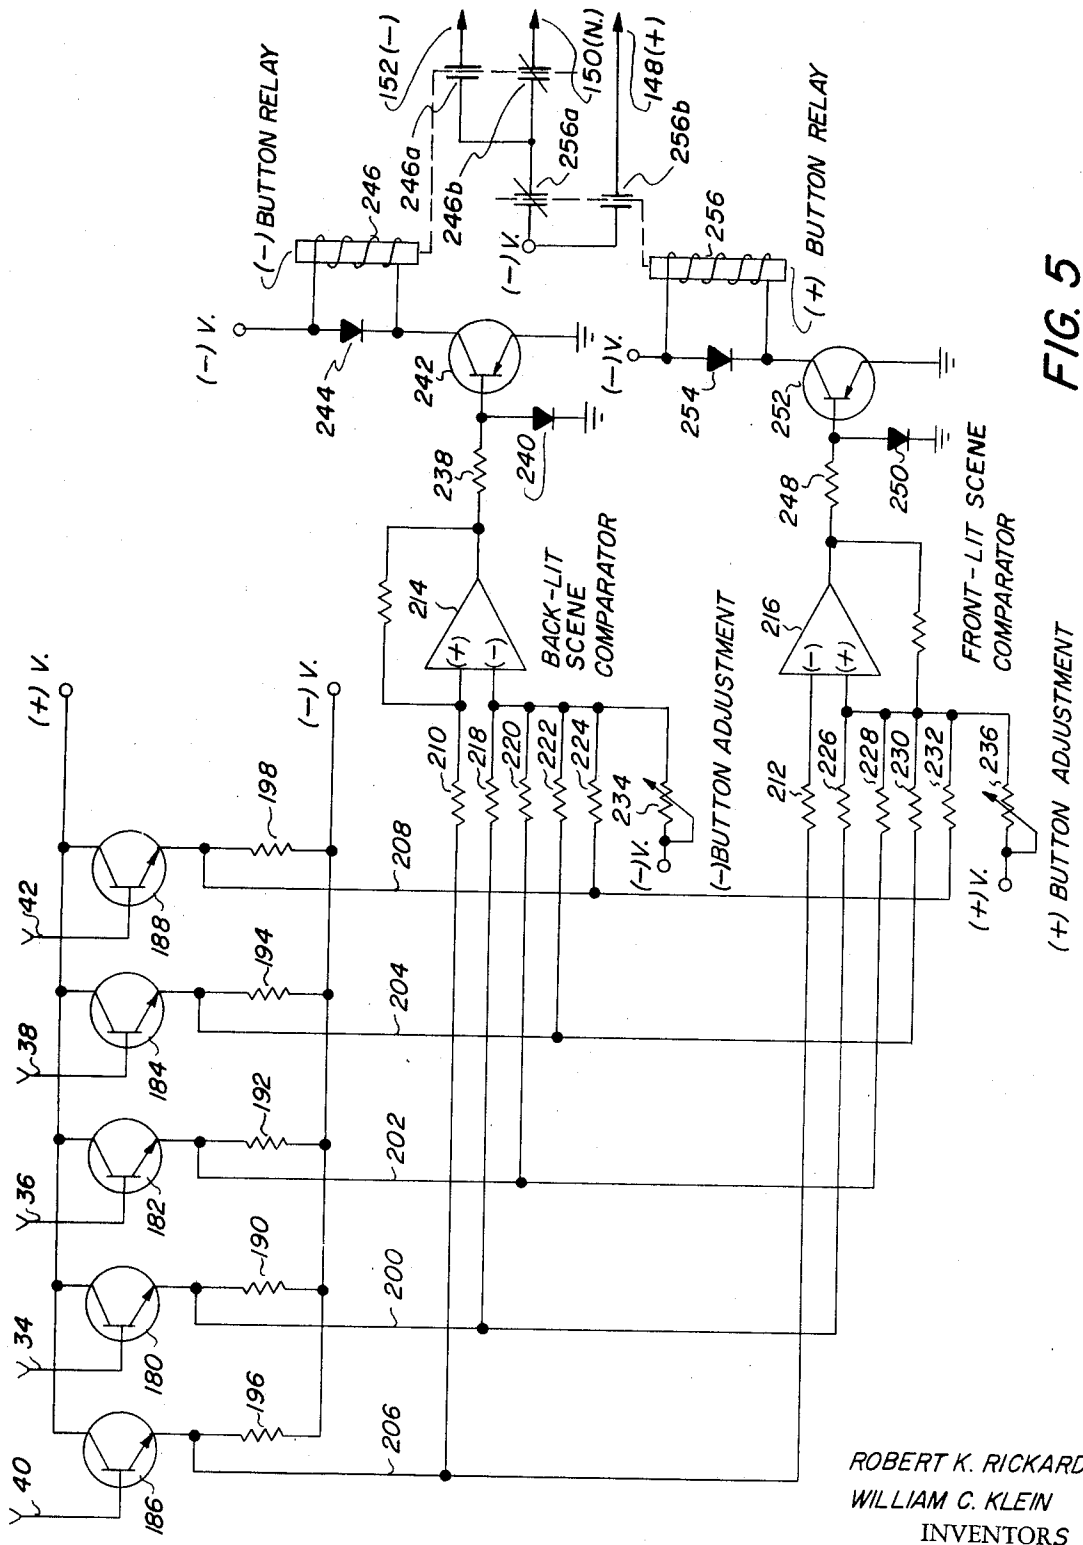 40
34
36
38
42
(+) V.
186
180
182
184
188
196
190
192
194
198
(-) V.
206
200
202
204
208
210
218
220
222
224
234
(-)V.
(-)BUTTON ADJUSTMENT
(+)
(-)
214
BACK-LIT
SCENE
COMPARATOR
238
240
242
(-) V.
244
(-) BUTTON RELAY
246
246a
246b
152 (-)
150(N.)
148(+)
256a
256b
(-) V.
212
226
228
230
232
236
(+) V.
(+) BUTTON ADJUSTMENT
(-)
(+)
216
FRONT-LIT SCENE
COMPARATOR
248
250
252
(-) V.
254
256
(+) BUTTON RELAY
FIG. 5
ROBERT K. RICKARD
WILLIAM C. KLEIN
INVENTORS